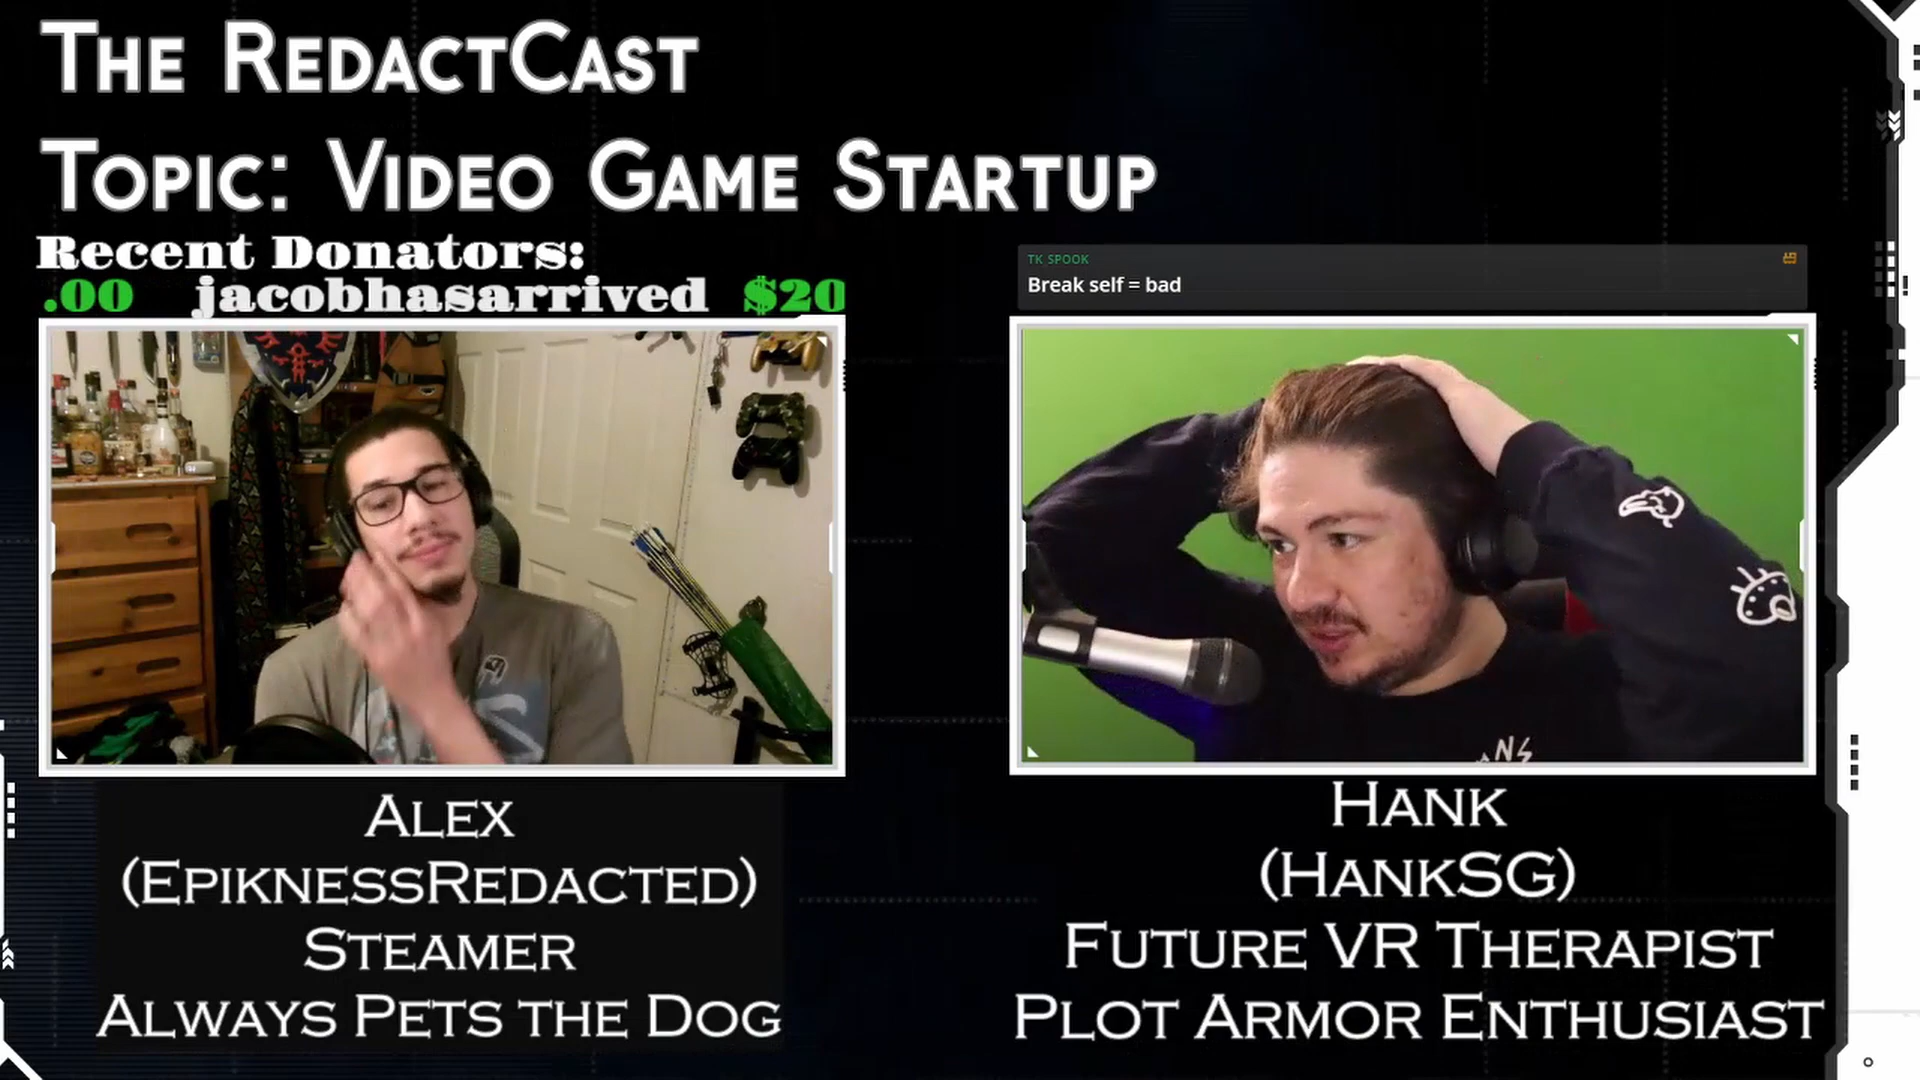 The RedactCast
Topic: Video Game Startup
Recent Donators:
.00 jacobhasarrived $20
TK SPOOK
Break self = bad
NS
Alex
(EpiknessRedacted)
Steamer
Always Pets the Dog
Hank
(HankSG)
Future VR Therapist
Plot Armor Enthusiast